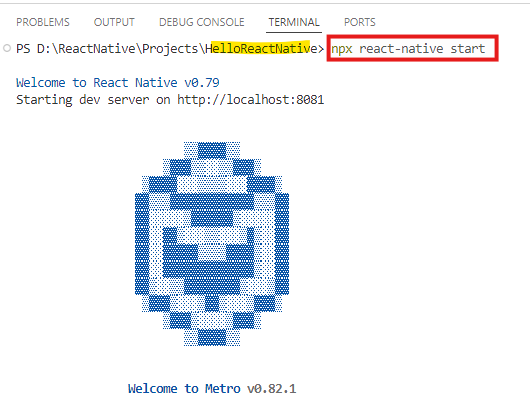 PROBLEMS OUTPUT DEBUG CONSOLE TERMINAL PORTS
PS D:\ReactNative\Projects\HelloReactNative> npx react-native start
Welcome to React Native v0.79
Starting dev server on http://localhost:8081
Welcome to Metro v0.82.1